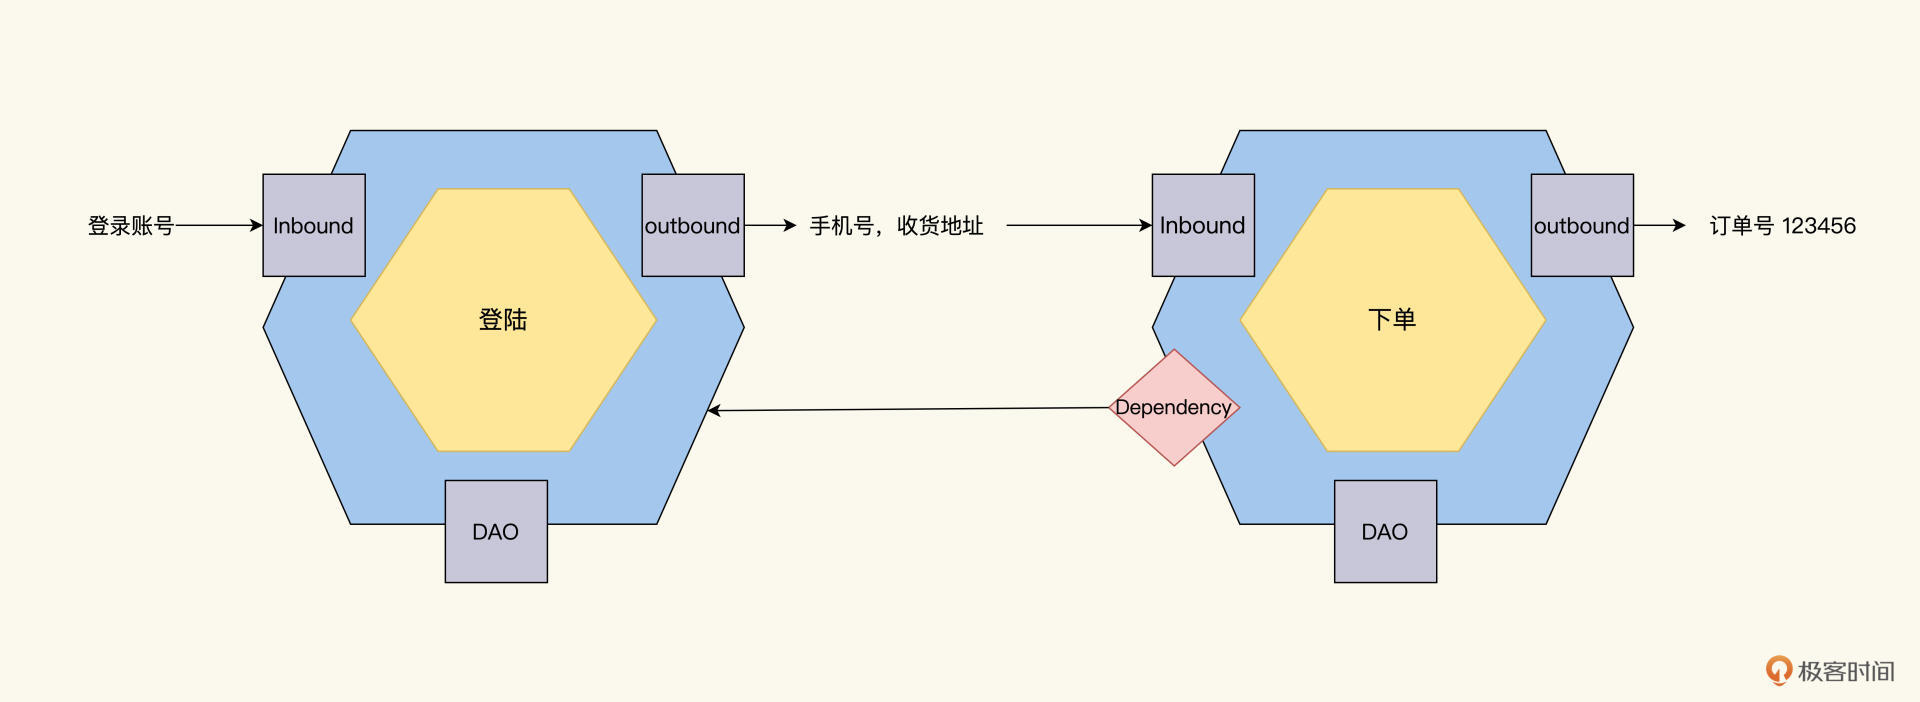 登录账号
Inbound
outbound
手机号，收货地址
Inbound
outbound
订单号 123456
登陆
下单
Dependency
DAO
DAO
极客时间